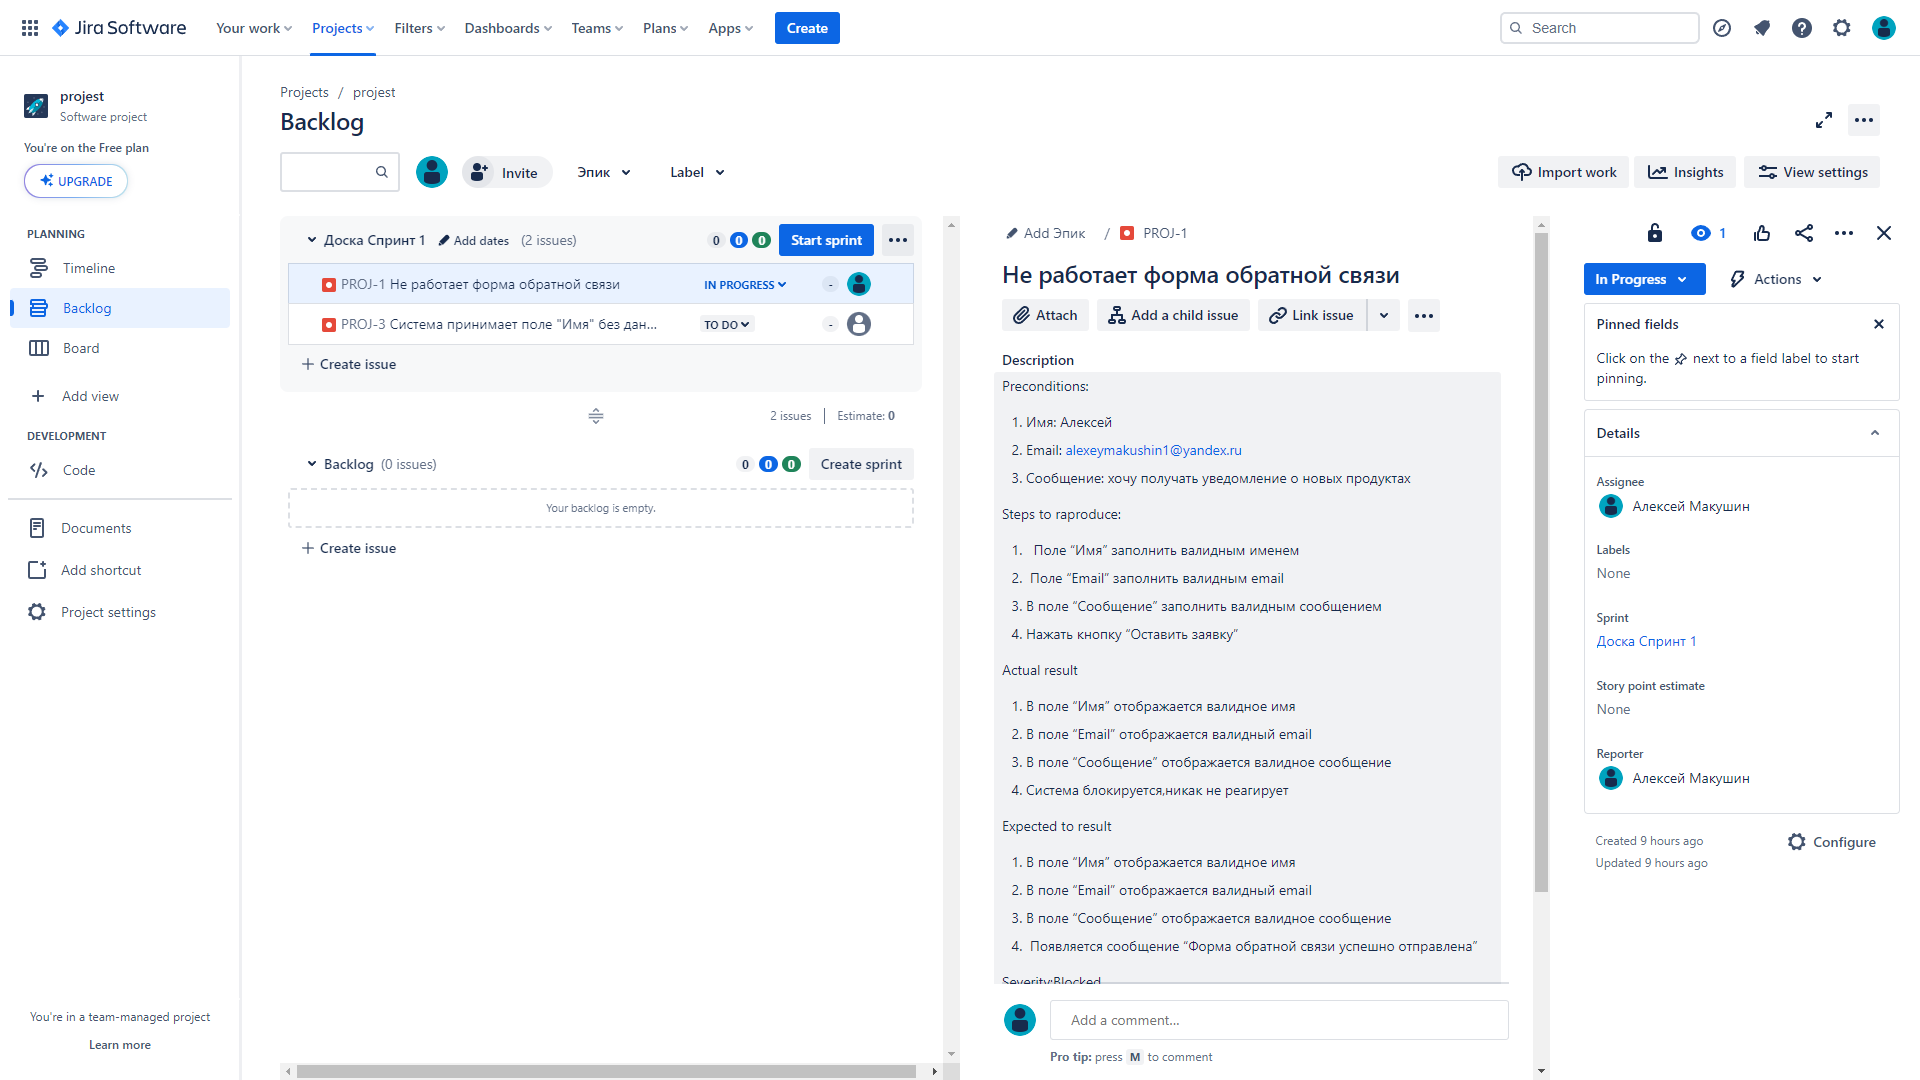 Jira Software
Your work
Projects
Filters
Dashboards
Teams
Plans
Apps
Create
Search
projest
Software project
You're on the Free plan
UPGRADE
PLANNING
Timeline
Backlog
Board
Add view
DEVELOPMENT
Code
Documents
Add shortcut
Project settings
You're in a team-managed project
Learn more
Projects / projest
Backlog
Invite
Эпик
Label
Import work
Insights
View settings
Доска Спринт 1 Add dates (2 issues) 0 0 0 Start sprint
PROJ-1 Не работает форма обратной связи IN PROGRESS -
PROJ-3 Система принимает поле "Имя" без дан... TO DO -
Create issue
2 issues Estimate: 0
Backlog (0 issues) 0 0 0 Create sprint
Your backlog is empty.
Create issue
Add Эпик / PROJ-1
1
Не работает форма обратной связи
Attach
Add a child issue
Link issue
Description
Preconditions:
1. Имя: Алексей
2. Email: alexeymakushin1@yandex.ru
3. Сообщение: хочу получать уведомление о новых продуктах
Steps to raproduce:
1. Поле “Имя” заполнить валидным именем
2. Поле “Email” заполнить валидным email
3. В поле “Сообщение” заполнить валидным сообщением
4. Нажать кнопку “Оставить заявку”
Actual result
1. В поле “Имя” отображается валидное имя
2. В поле “Email” отображается валидный email
3. В поле “Сообщение” отображается валидное сообщение
4. Система блокируется,никак не реагирует
Expected to result
1. В поле “Имя” отображается валидное имя
2. В поле “Email” отображается валидный email
3. В поле “Сообщение” отображается валидное сообщение
4. Появляется сообщение “Форма обратной связи успешно отправлена”
Severity:Blocked
Add a comment...
Pro tip: press M to comment
In Progress
Actions
Pinned fields
Click on the next to a field label to start
pinning.
Details
Assignee
Алексей Макушин
Labels
None
Sprint
Доска Спринт 1
Story point estimate
None
Reporter
Алексей Макушин
Created 9 hours ago
Updated 9 hours ago
Configure